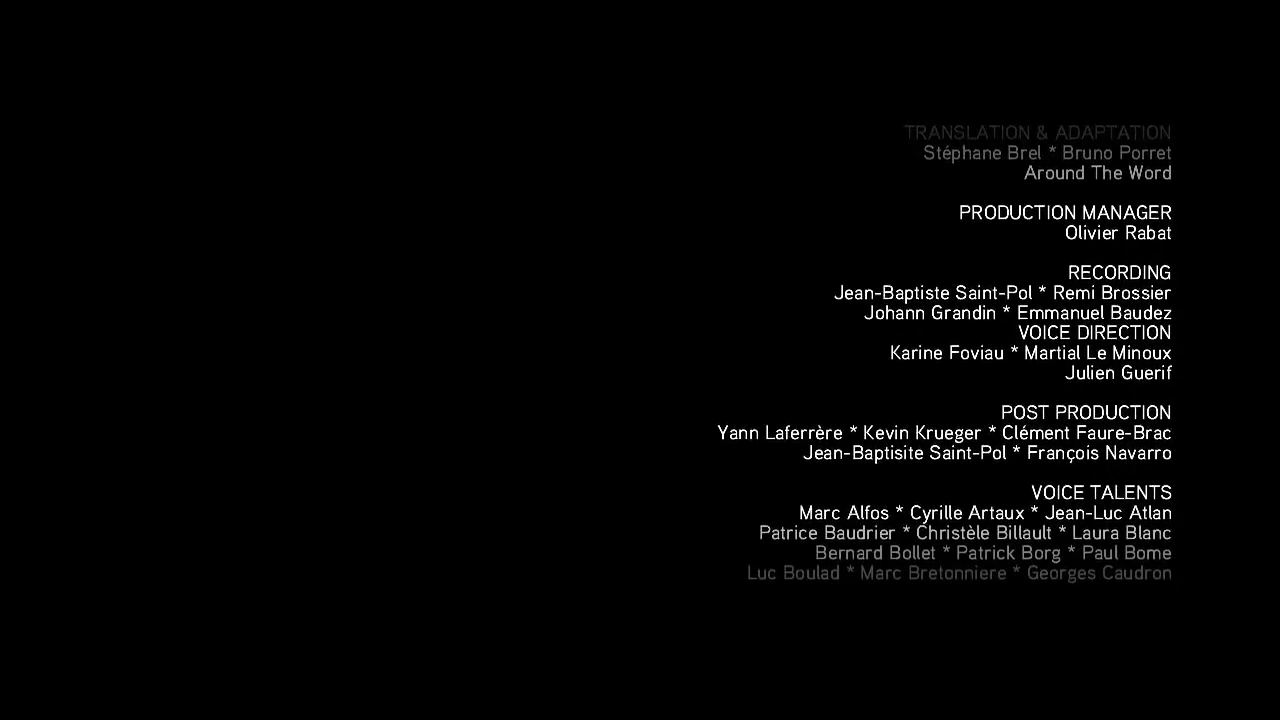 TRANSLATION & ADAPTATION
Stéphane Brel * Bruno Porret
Around The Word
PRODUCTION MANAGER
Olivier Rabat
RECORDING
Jean-Baptiste Saint-Pol * Remi Brossier
Johann Grandin * Emmanuel Baudez
VOICE DIRECTION
Karine Foviau * Martial Le Minoux
Julien Guerif
POST PRODUCTION
Yann Laferrère * Kevin Krueger * Clément Faure-Brac
Jean-Baptisite Saint-Pol * François Navarro
VOICE TALENTS
Marc Alfos * Cyrille Artaux * Jean-Luc Atlan
Patrice Baudrier * Christèle Billault * Laura Blanc
Bernard Bollet * Patrick Borg * Paul Borne
Luc Boulad * Marc Bretonniere * Georges Caudron